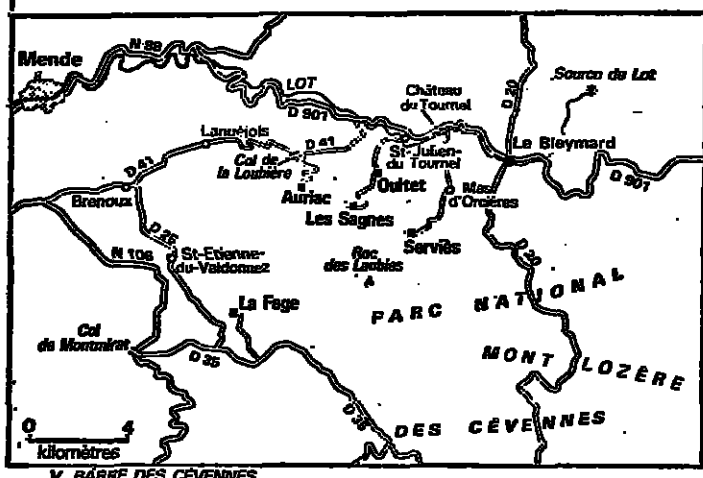 Mende
N 88
LOT
D 901
Château
du Tournel
D 20
Source du Lot
Lanuéjols
D 41
Col de
la Loubière
D 41
St-Julien-
du Tournel
Le Bleymard
D 901
Auriac
Oultet
Les Sagnes
Mas
d'Orcières
Brenoux
D 25
St-Etienne-
du-Valdonnez
N 106
Serviès
Roc
des Laubies
D 20
PARC NATIONAL
La Fage
Col
de Montmirat
D 35
MONT LOZÈRE
0 4
kilomètres
D 35
DES CÉVENNES
V. BARRE DES CÉVENNES